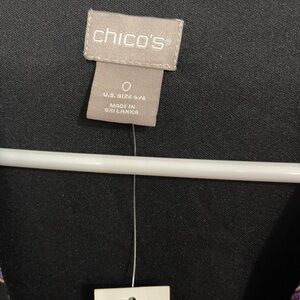 chico's®
0
U.S. SIZE 4/6
MADE IN
SRI LANKA